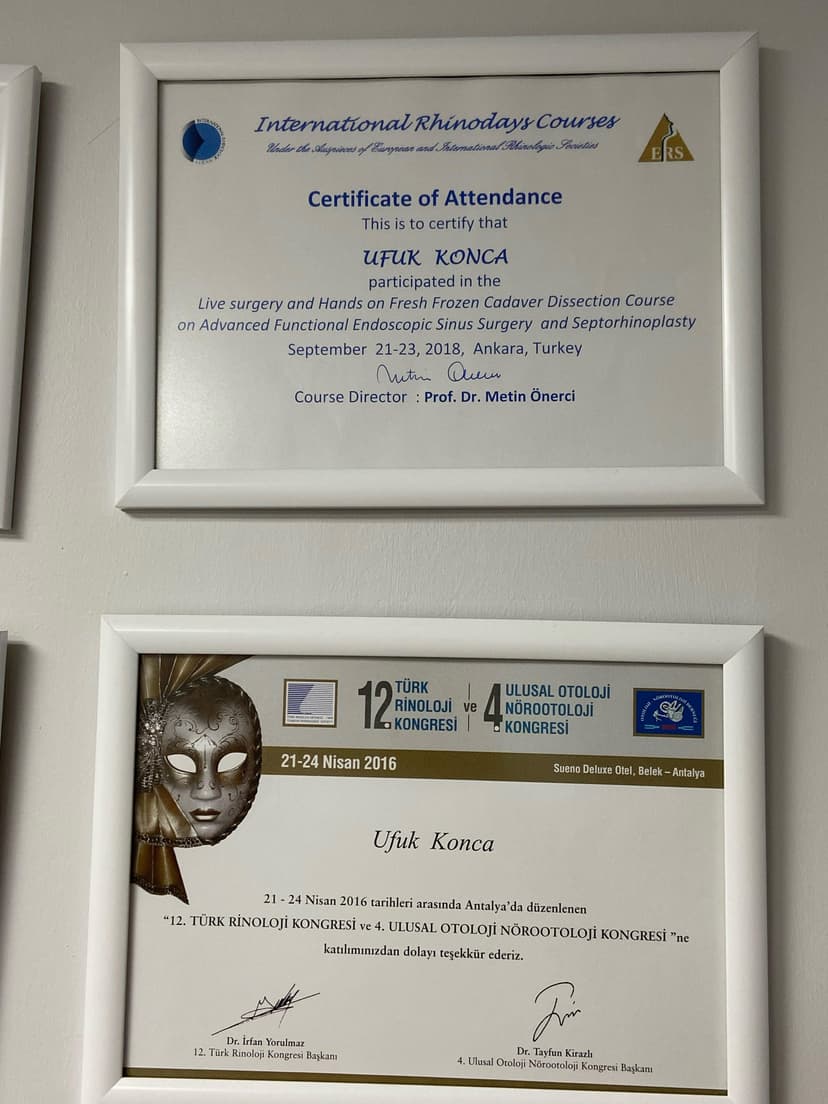 International Rhinodays Courses
Under the Auspieces of European and International Rhinologic Societies
ERS
Certificate of Attendance
This is to certify that
UFUK KONCA
participated in the
Live surgery and Hands on Fresh Frozen Cadaver Dissection Course
on Advanced Functional Endoscopic Sinus Surgery and Septorhinoplasty
September 21-23, 2018, Ankara, Turkey
Course Director : Prof. Dr. Metin Önerci
12. TÜRK RİNOLOJİ KONGRESİ ve 4. ULUSAL OTOLOJİ NÖROOTOLOJİ KONGRESİ
21-24 Nisan 2016
Sueno Deluxe Otel, Belek – Antalya
Ufuk Konca
21 - 24 Nisan 2016 tarihleri arasında Antalya’da düzenlenen
“12. TÜRK RİNOLOJİ KONGRESİ ve 4. ULUSAL OTOLOJİ NÖROOTOLOJİ KONGRESİ ”ne
katılımınızdan dolayı teşekkür ederiz.
Dr. İrfan Yorulmaz
12. Türk Rinoloji Kongresi Başkanı
Dr. Tayfun Kirazlı
4. Ulusal Otoloji Nörootoloji Kongresi Başkanı